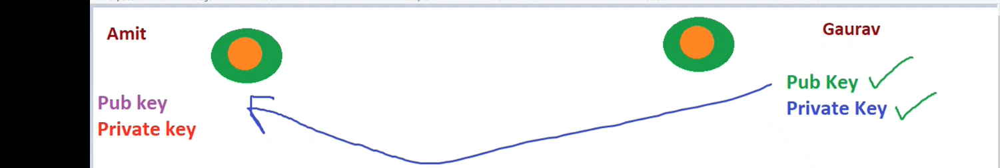 Amit
Gaurav
Pub Key
Private Key
Pub key
Private key